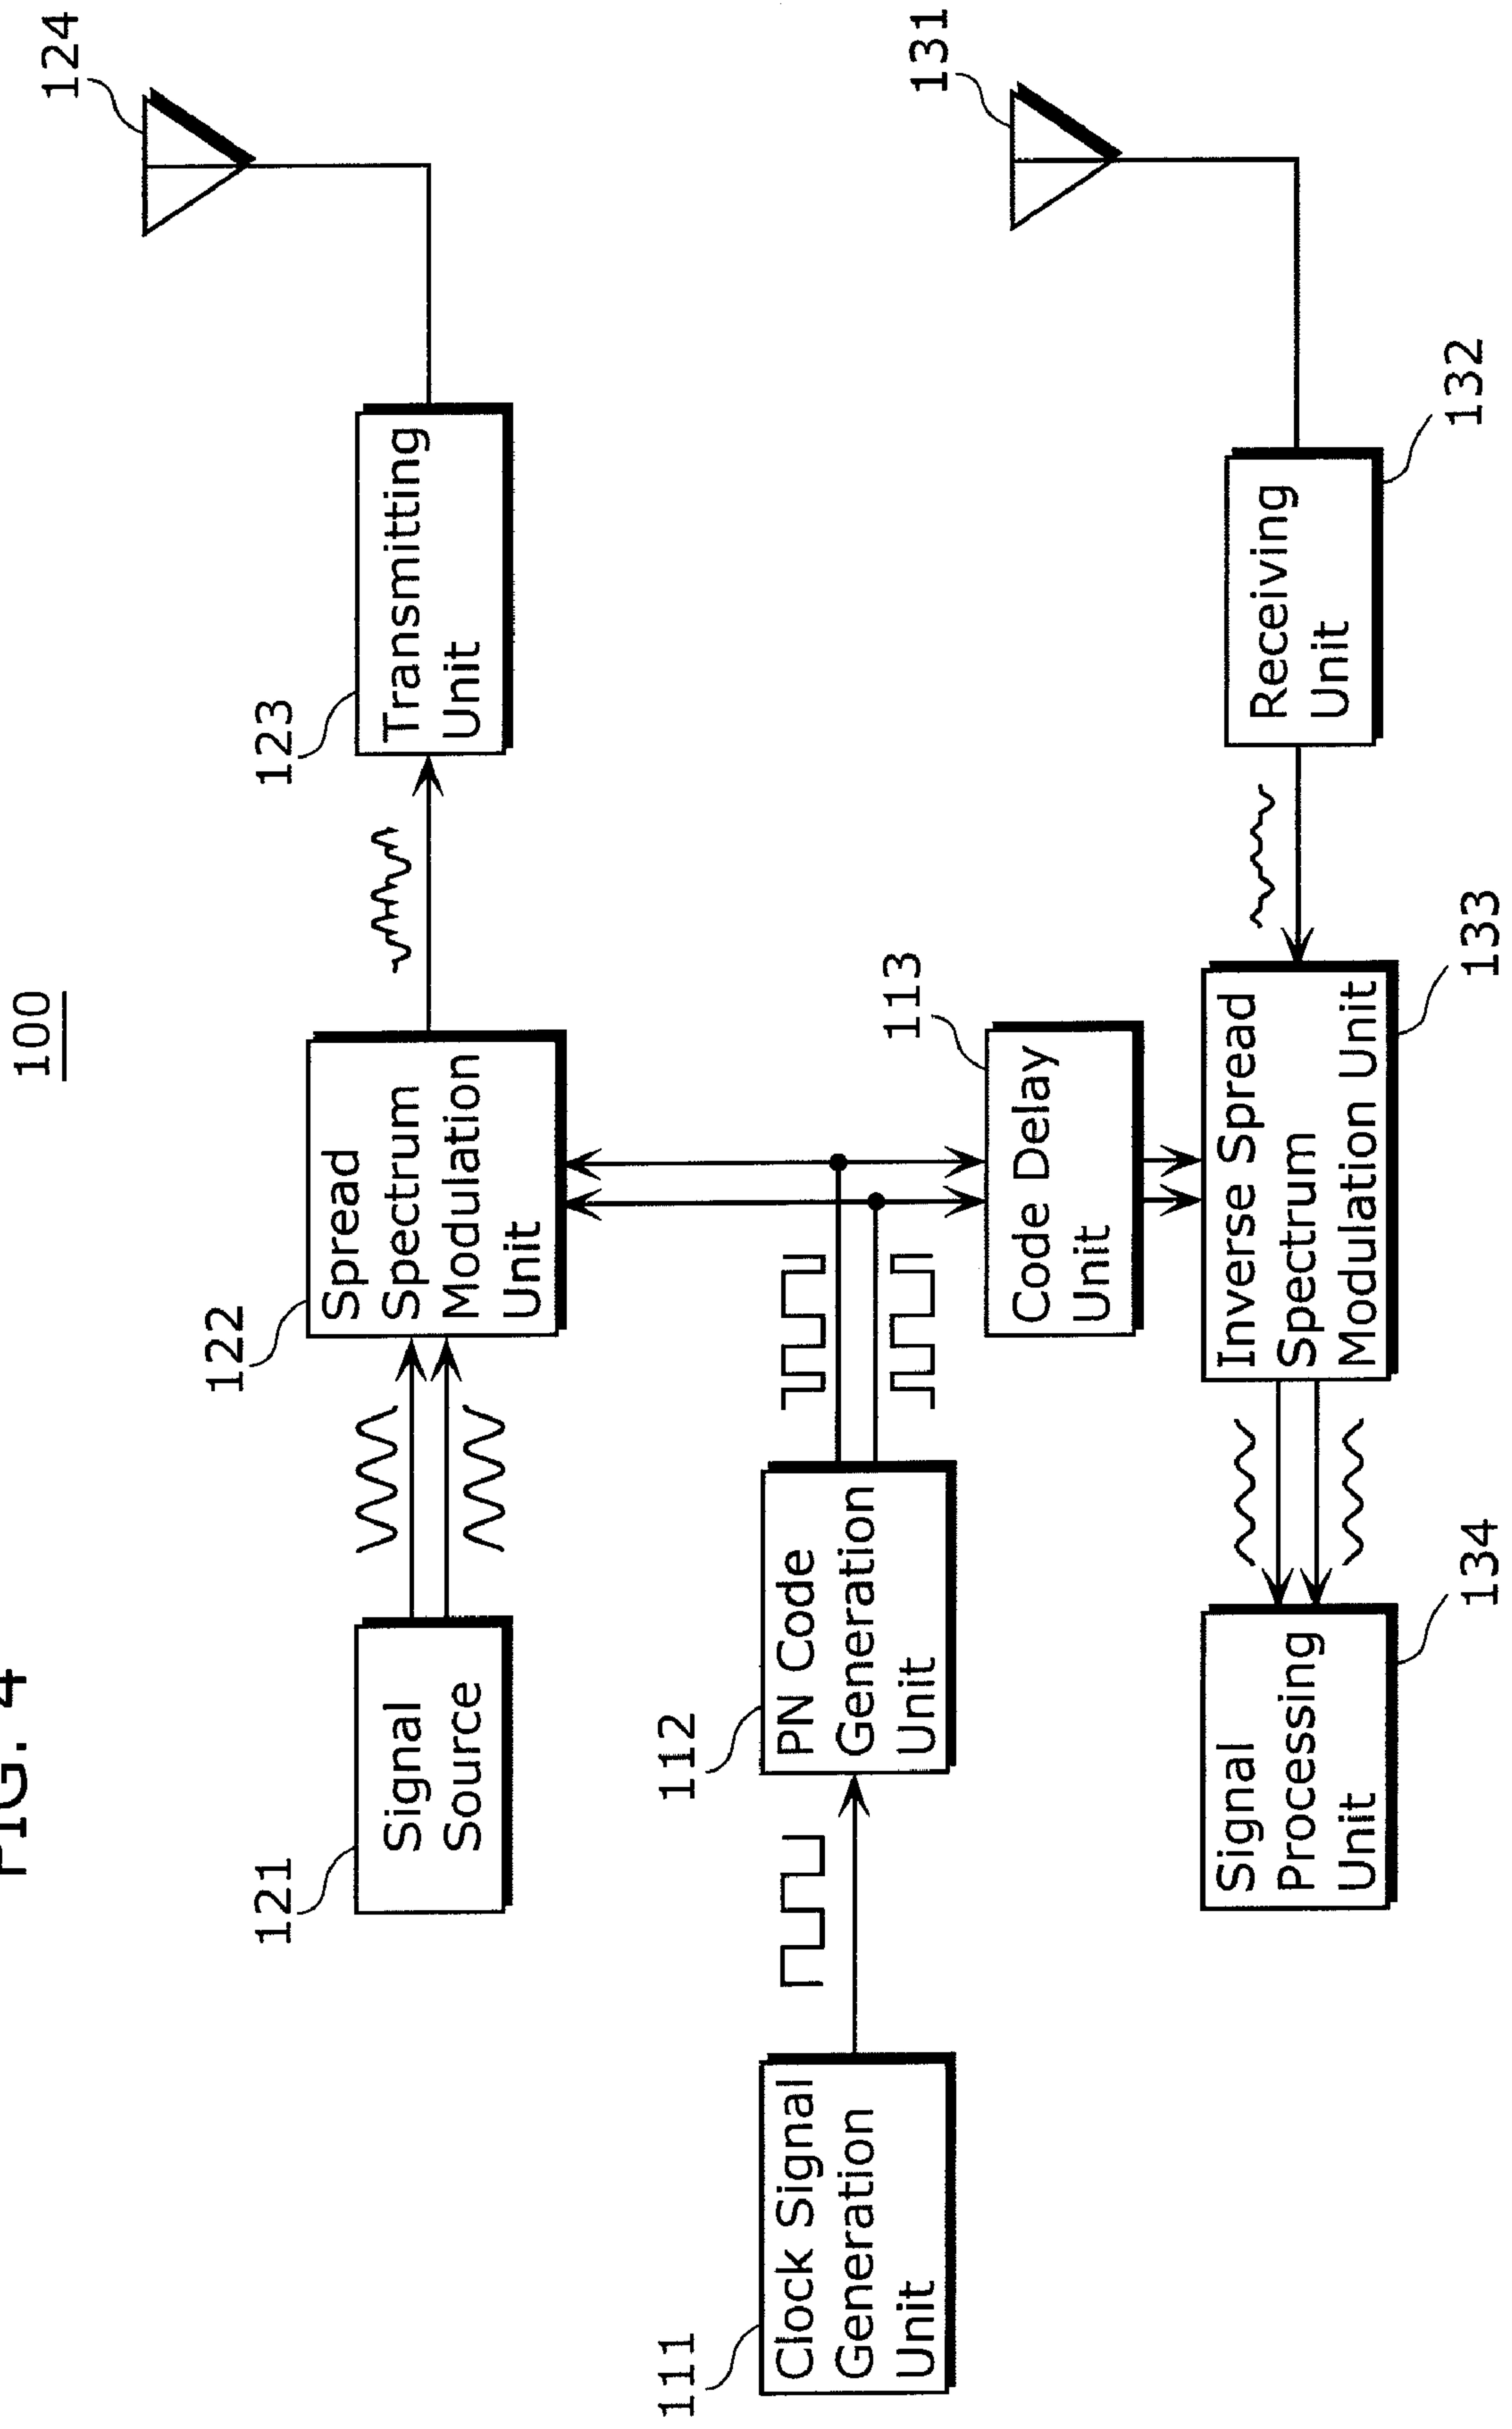 FIG. 4
100
124
123
Transmitting
Unit
122
Spread
Spectrum
Modulation
Unit
121
Signal
Source
111
Clock Signal
Generation
Unit
112
PN Code
Generation
Unit
113
Code Delay
Unit
131
132
Receiving
Unit
133
Inverse Spread
Spectrum
Modulation Unit
134
Signal
Processing
Unit